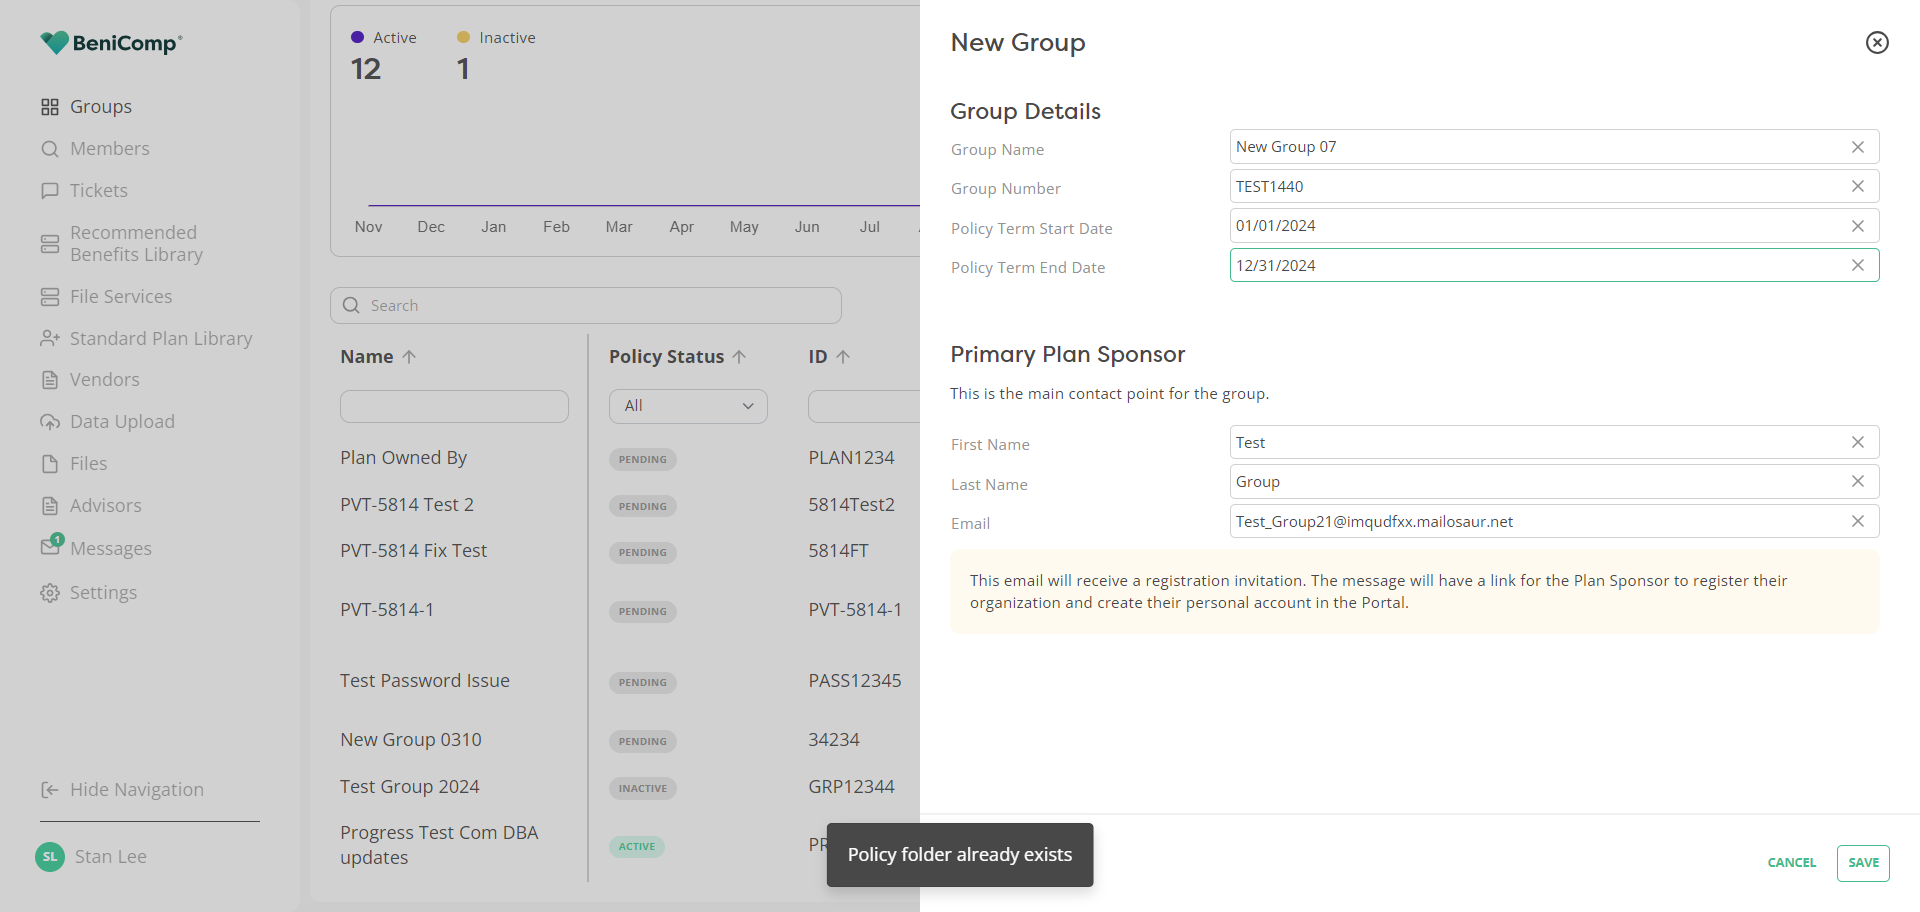 BeniComp®
Groups
Members
Tickets
Recommended
Benefits Library
File Services
Standard Plan Library
Vendors
Data Upload
Files
Advisors
1
Messages
Settings
Hide Navigation
SL
Stan Lee
Active
Inactive
12
1
Nov Dec Jan Feb Mar Apr May Jun Jul
Search
Name Policy Status ID
All
Plan Owned By PENDING PLAN1234
PVT-5814 Test 2 PENDING 5814Test2
PVT-5814 Fix Test PENDING 5814FT
PVT-5814-1 PENDING PVT-5814-1
Test Password Issue PENDING PASS12345
New Group 0310 PENDING 34234
Test Group 2024 INACTIVE GRP12344
Progress Test Com DBA
updates
ACTIVE
Policy folder already exists
New Group
Group Details
Group Name New Group 07
Group Number TEST1440
Policy Term Start Date 01/01/2024
Policy Term End Date 12/31/2024
Primary Plan Sponsor
This is the main contact point for the group.
First Name Test
Last Name Group
Email Test_Group21@imqudfxx.mailosaur.net
This email will receive a registration invitation. The message will have a link for the Plan Sponsor to register their
organization and create their personal account in the Portal.
CANCEL
SAVE